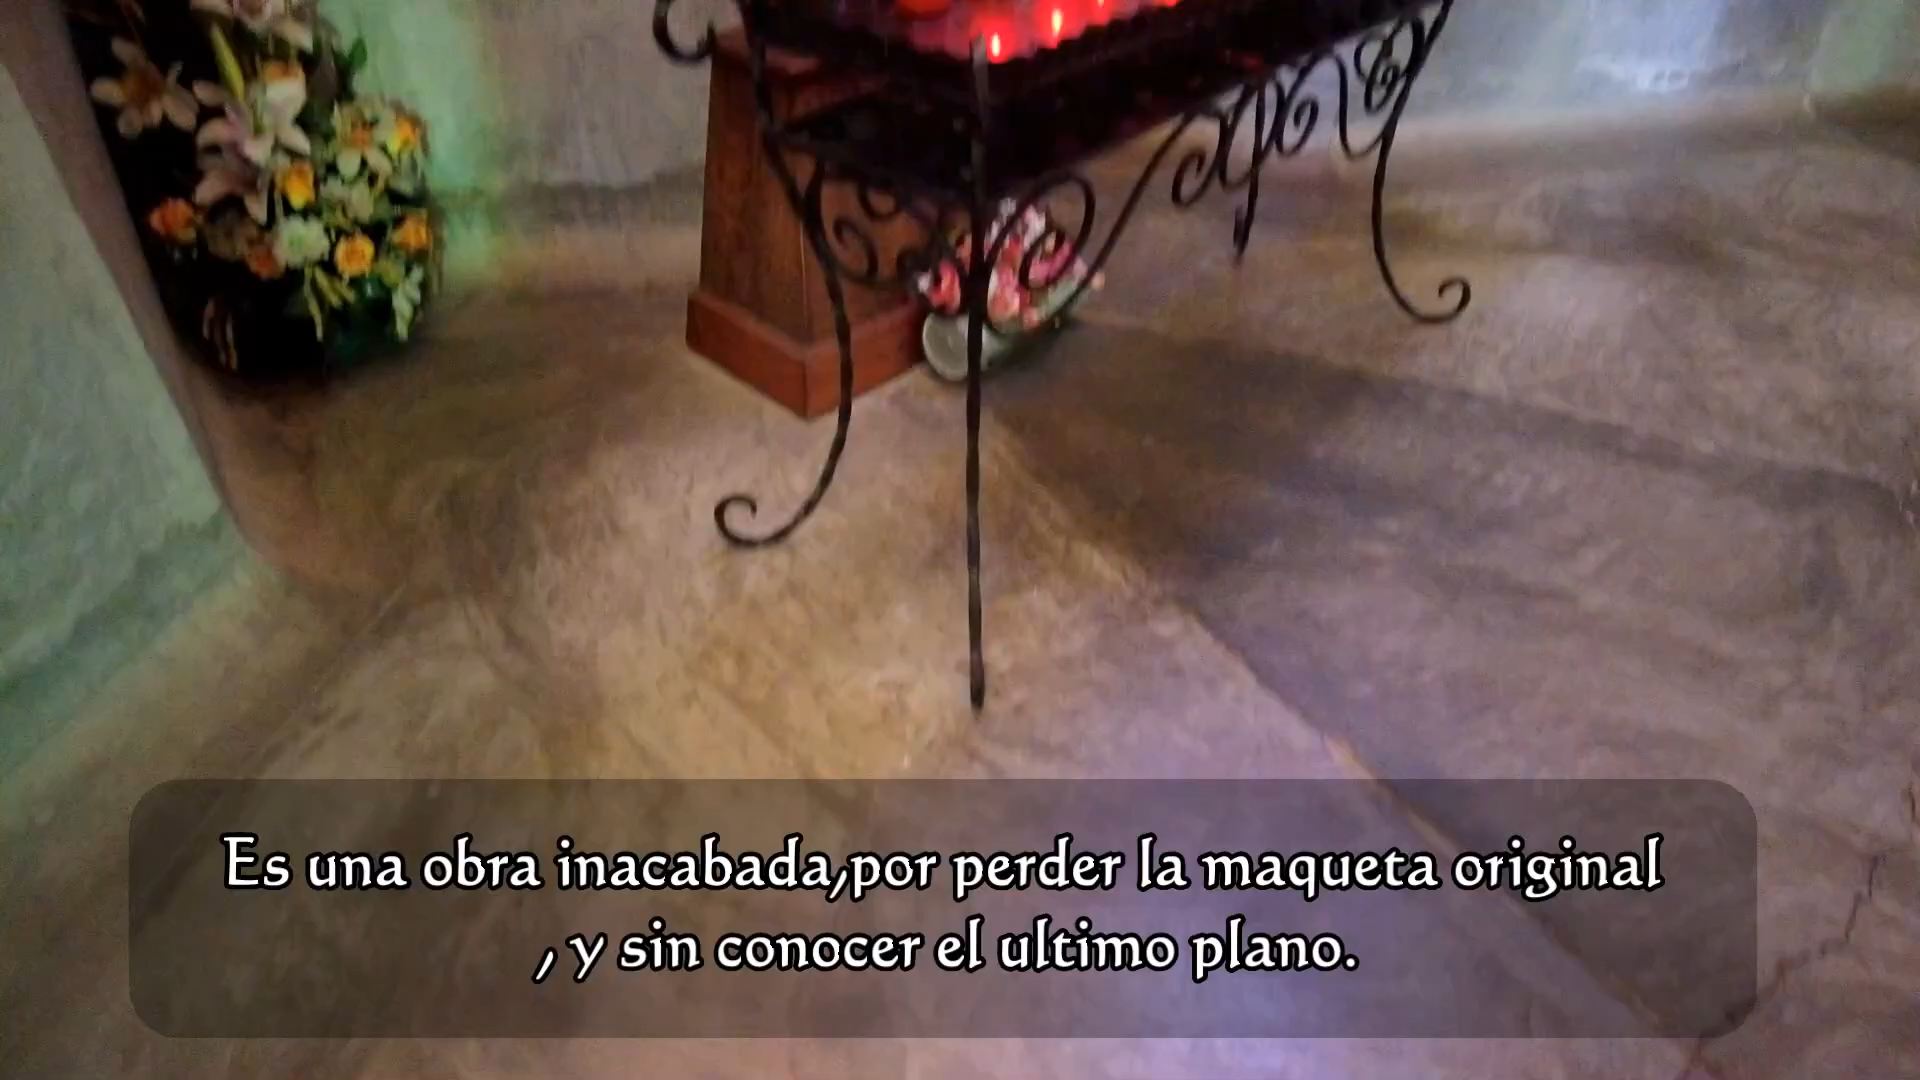 Es una obra inacabada,por perder la maqueta original
, y sin conocer el ultimo plano.